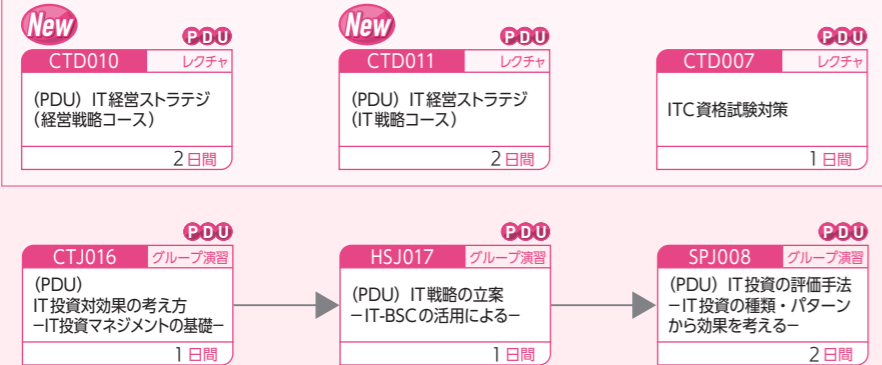 New
PDU
CTD010
レクチャ
(PDU) IT経営ストラテジ
(経営戦略コース)
2日間
New
PDU
CTD011
レクチャ
(PDU) IT経営ストラテジ
(IT戦略コース)
2日間
PDU
CTD007
レクチャ
ITC資格試験対策
1日間
PDU
CTJ016
グループ演習
(PDU)
IT投資対効果の考え方
−IT投資マネジメントの基礎−
1日間
PDU
HSJ017
グループ演習
(PDU) IT戦略の立案
−IT-BSCの活用による−
1日間
PDU
SPJ008
グループ演習
(PDU) IT投資の評価手法
−IT投資の種類・パターン
から効果を考える−
2日間